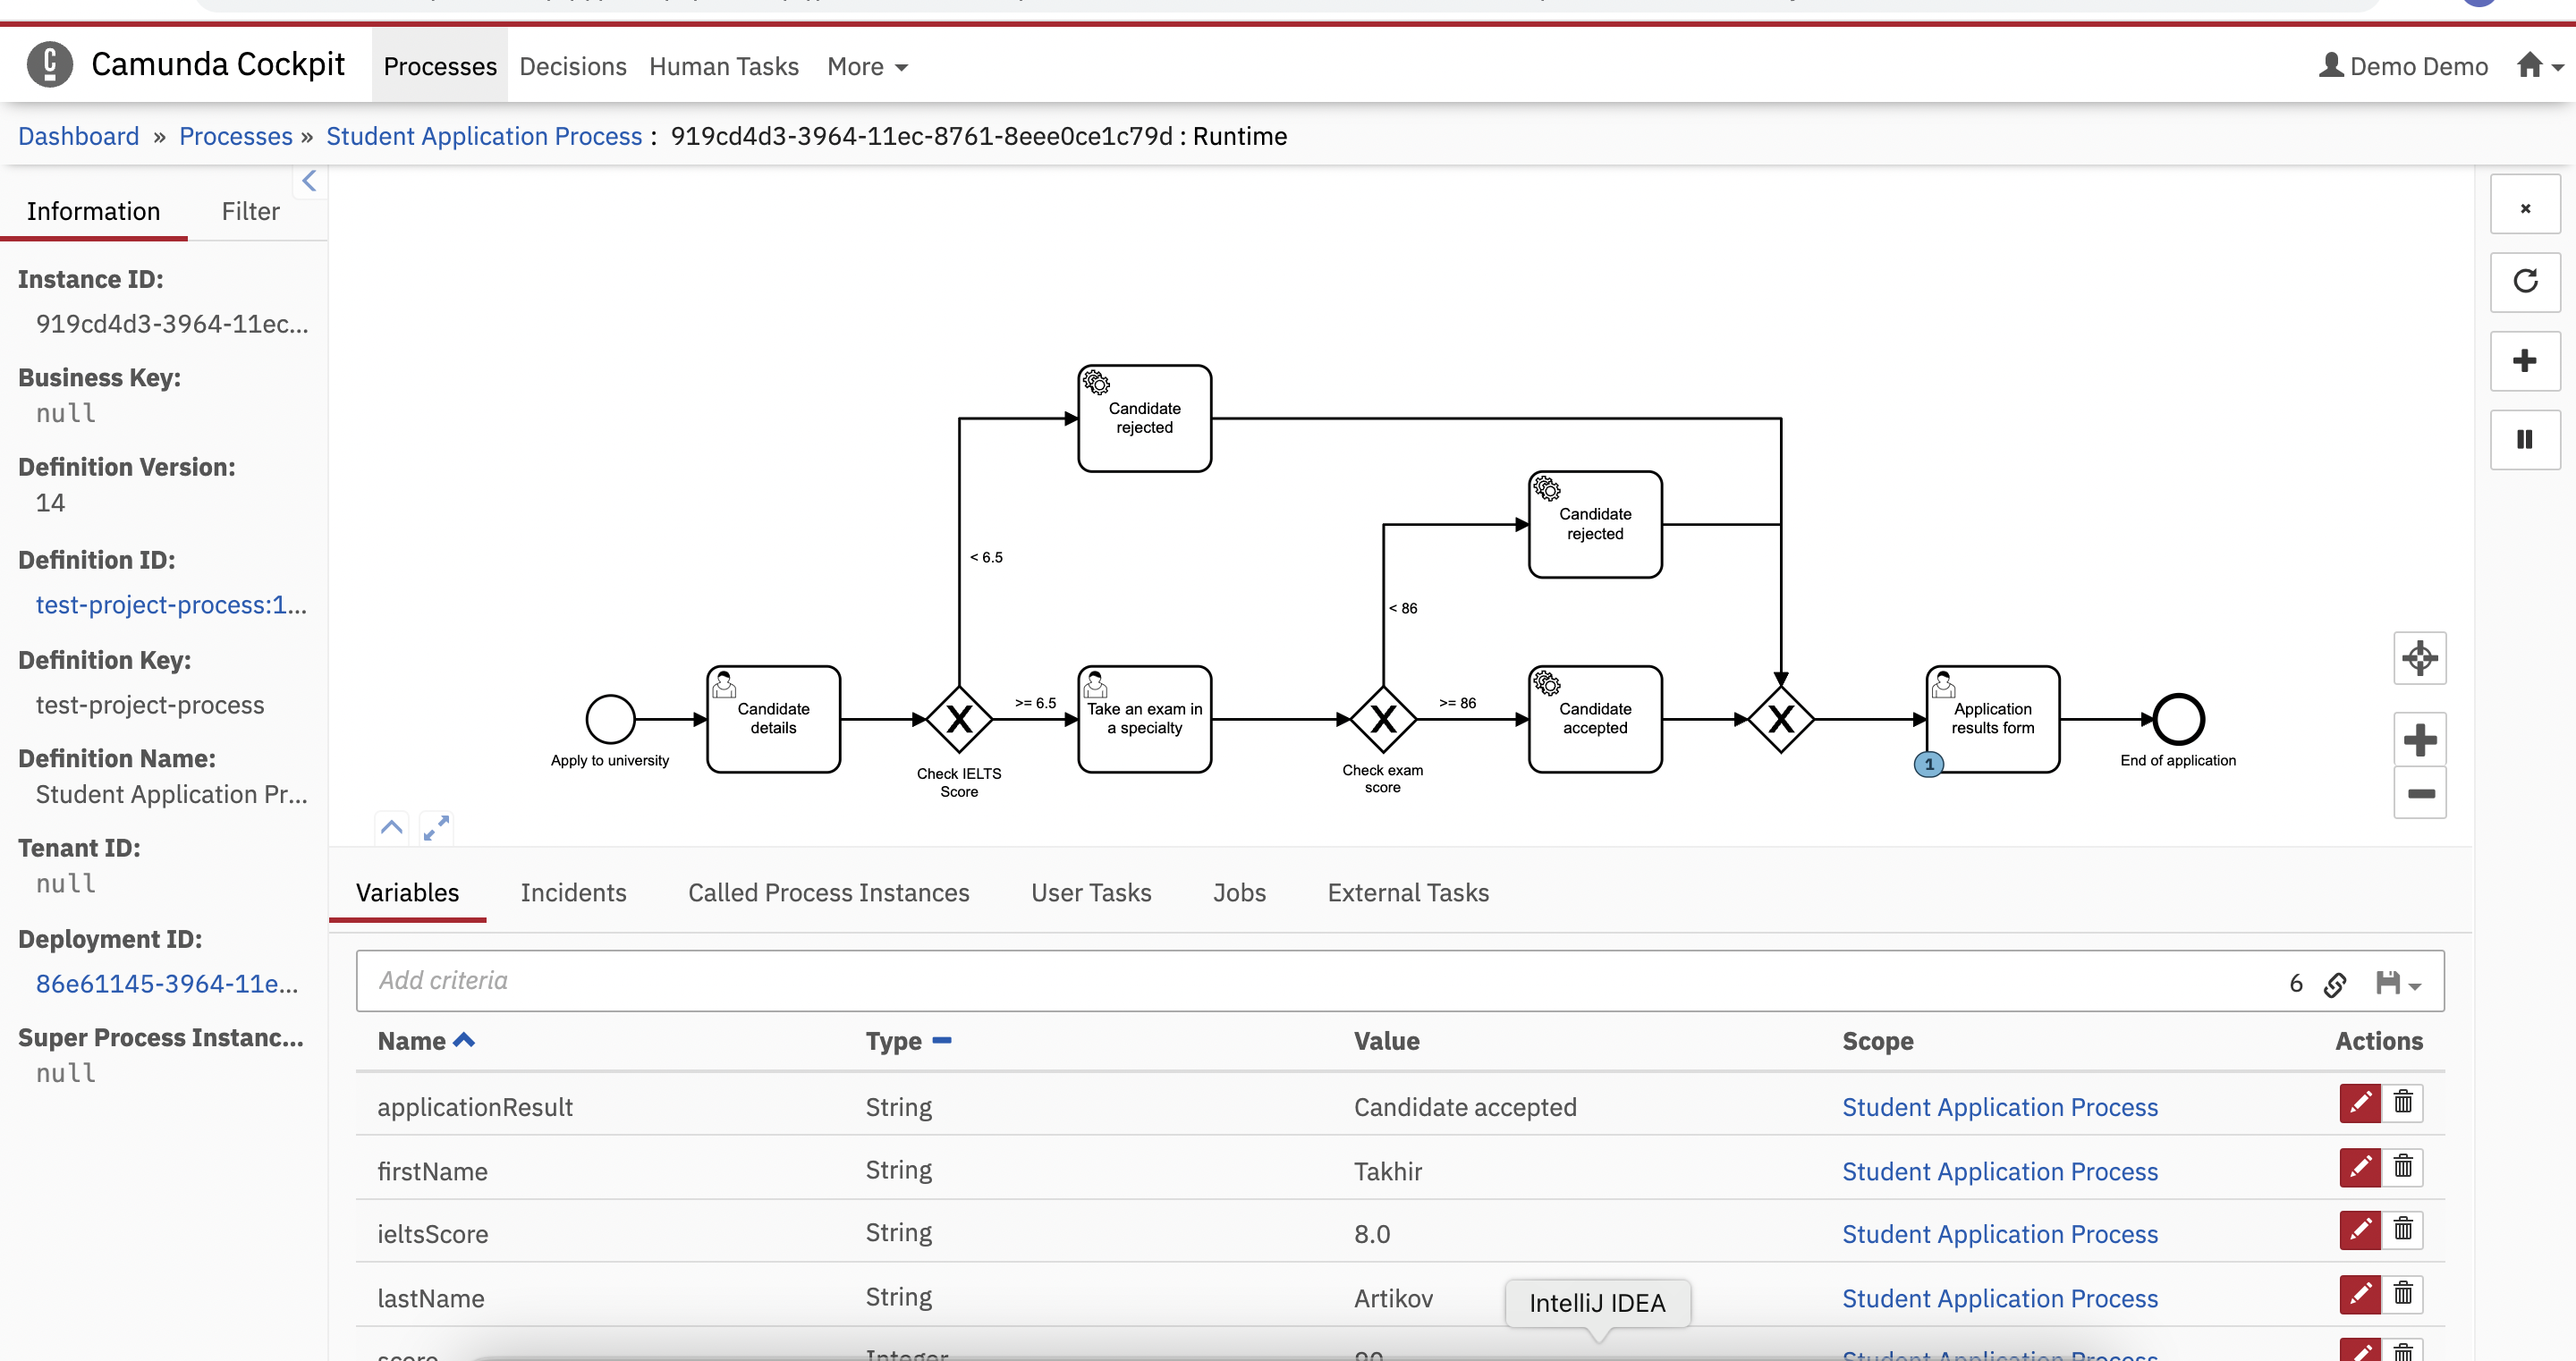 Camunda Cockpit
Processes
Decisions
Human Tasks
More
Demo Demo
Dashboard » Processes » Student Application Process : 919cd4d3-3964-11ec-8761-8eee0ce1c79d : Runtime
Information
Filter
Instance ID:
919cd4d3-3964-11ec...
Business Key:
null
Definition Version:
14
Definition ID:
test-project-process:1...
Definition Key:
test-project-process
Definition Name:
Student Application Pr...
Tenant ID:
null
Deployment ID:
86e61145-3964-11e...
Super Process Instanc...
null
Candidate
rejected
Candidate
rejected
< 6.5
< 86
Apply to university
Candidate
details
Check IELTS
Score
>= 6.5
Take an exam in
a specialty
Check exam
score
>= 86
Candidate
accepted
Application
results form
1
End of application
Variables
Incidents
Called Process Instances
User Tasks
Jobs
External Tasks
Add criteria
6
Name
Type
Value
Scope
Actions
applicationResult String Candidate accepted Student Application Process
firstName String Takhir Student Application Process
ieltsScore String 8.0 Student Application Process
lastName String Artikov Student Application Process
IntelliJ IDEA
score Integer 90 Student Application Process